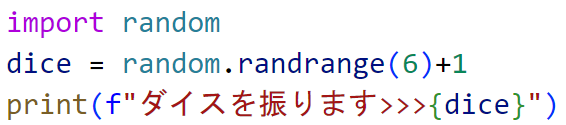 import random
dice = random.randrange(6)+1
print(f"ダイスを振ります>>>{dice}")